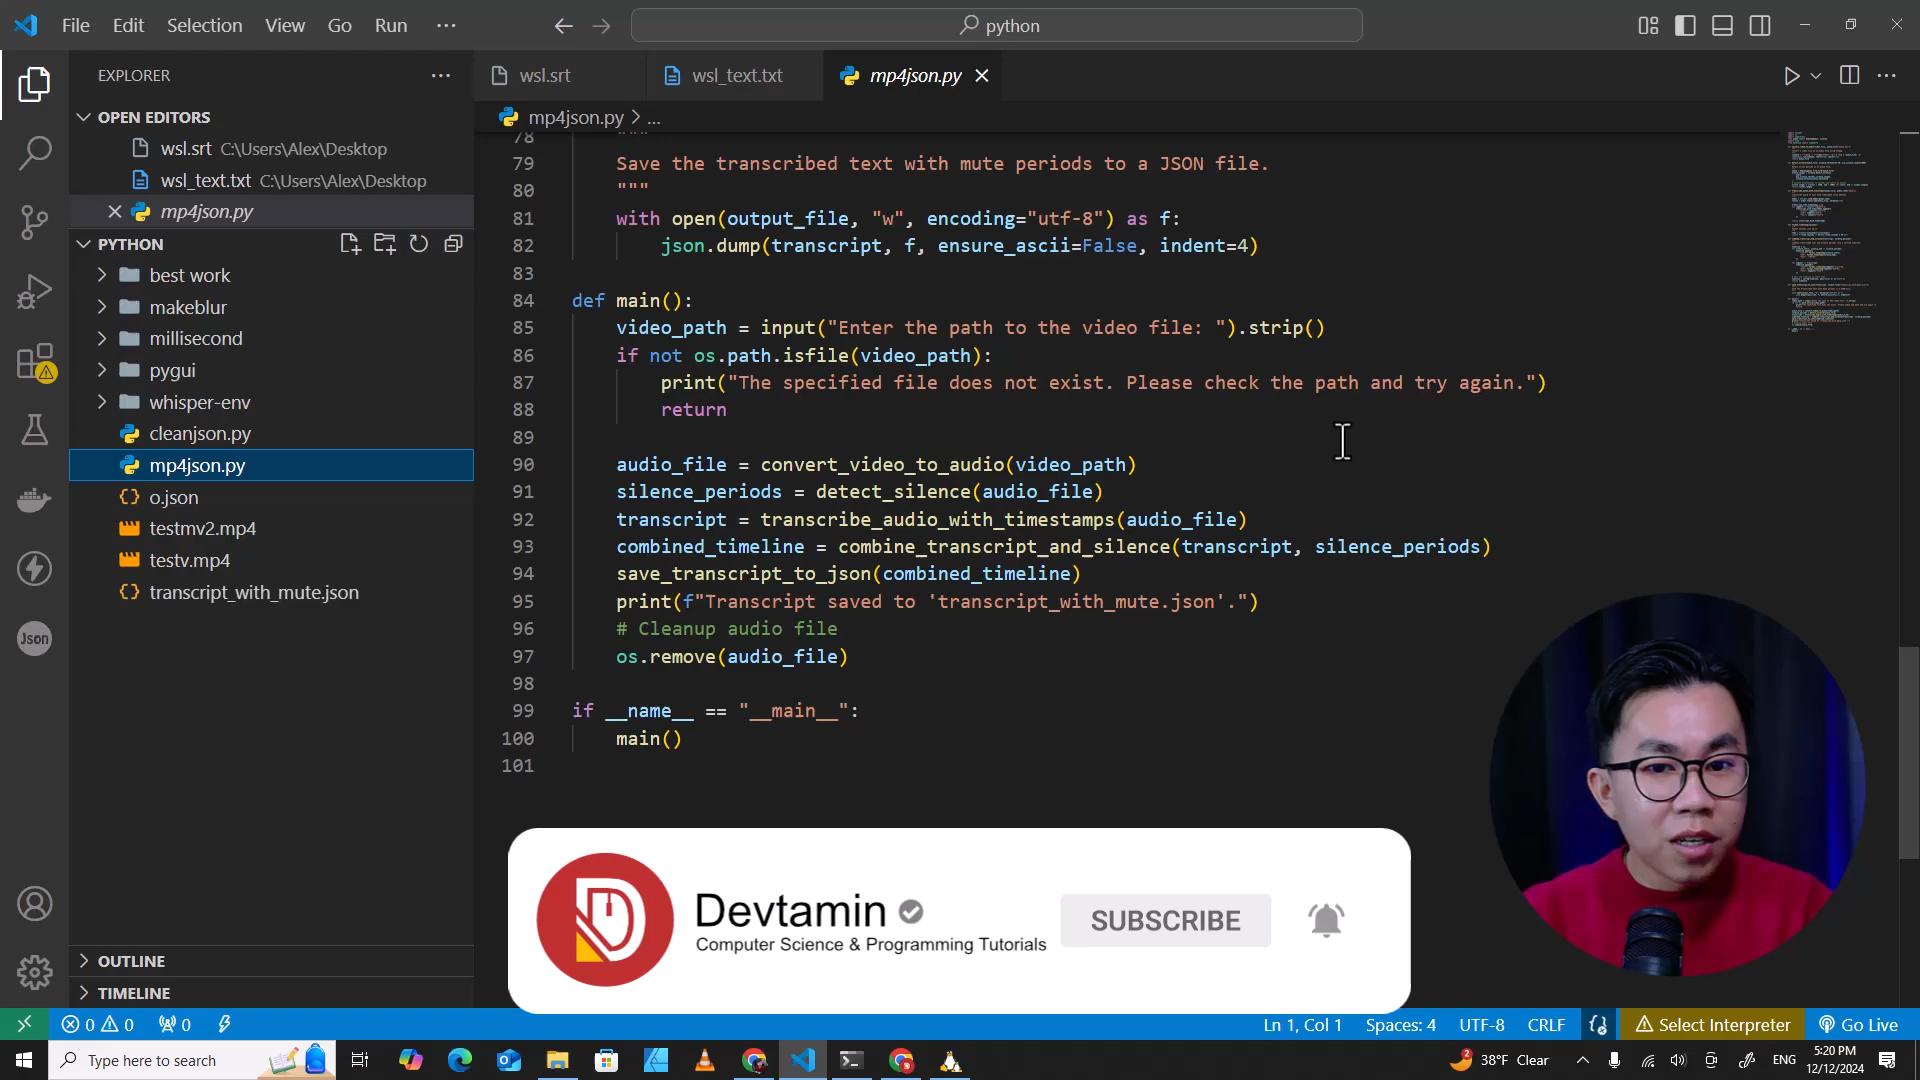 File Edit Selection View Go Run ···
python
EXPLORER
OPEN EDITORS
wsl.srt C:\Users\Alex\Desktop
wsl_text.txt C:\Users\Alex\Desktop
mp4json.py
PYTHON
best work
makeblur
millisecond
pygui
whisper-env
cleanjson.py
mp4json.py
o.json
testmv2.mp4
testv.mp4
transcript_with_mute.json
OUTLINE
TIMELINE
Json
wsl.srt wsl_text.txt mp4json.py
mp4json.py > ...
78 """
79 Save the transcribed text with mute periods to a JSON file.
80 """
81 with open(output_file, "w", encoding="utf-8") as f:
82 json.dump(transcript, f, ensure_ascii=False, indent=4)
83
84 def main():
85 video_path = input("Enter the path to the video file: ").strip()
86 if not os.path.isfile(video_path):
87 print("The specified file does not exist. Please check the path and try again.")
88 return
89
90 audio_file = convert_video_to_audio(video_path)
91 silence_periods = detect_silence(audio_file)
92 transcript = transcribe_audio_with_timestamps(audio_file)
93 combined_timeline = combine_transcript_and_silence(transcript, silence_periods)
94 save_transcript_to_json(combined_timeline)
95 print(f"Transcript saved to 'transcript_with_mute.json'.")
96 # Cleanup audio file
97 os.remove(audio_file)
98
99 if __name__ == "__main__":
100 main()
101
Devtamin
Computer Science & Programming Tutorials
SUBSCRIBE
0 0 0 Ln 1, Col 1 Spaces: 4 UTF-8 CRLF Select Interpreter Go Live
Type here to search
2 38°F Clear ENG
5:20 PM
12/12/2024